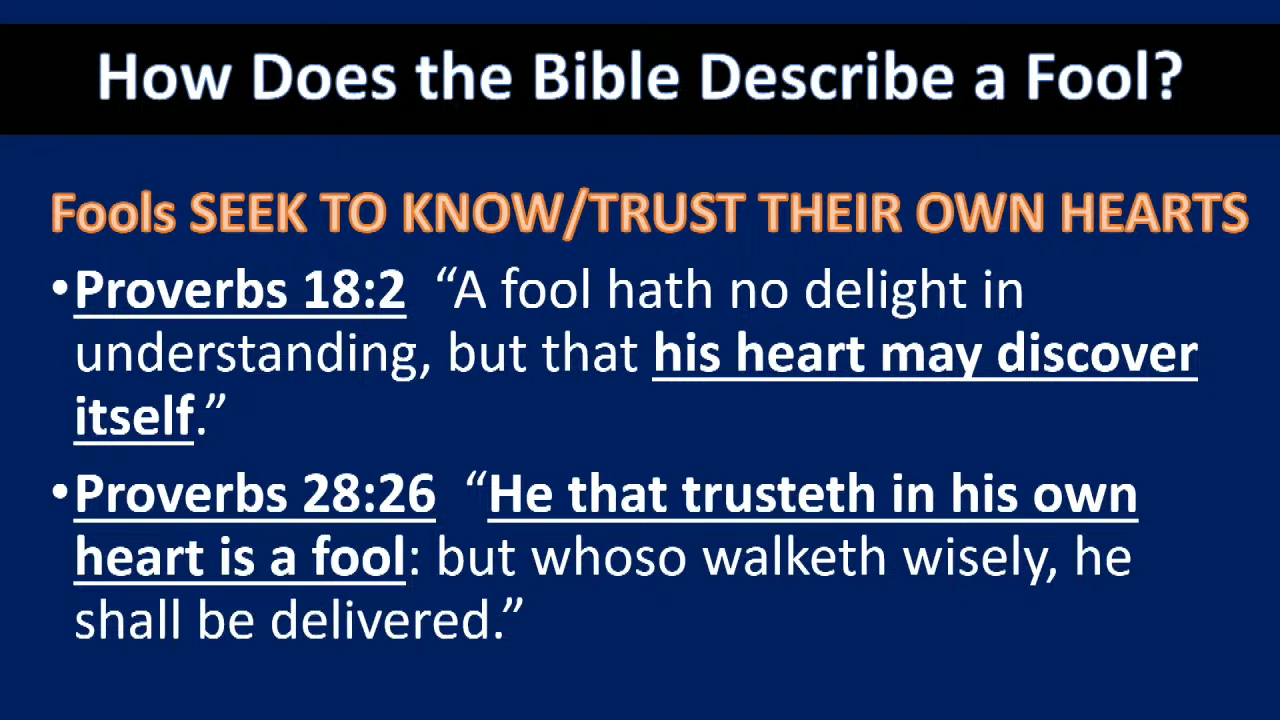 How Does the Bible Describe a Fool?
Fools SEEK TO KNOW/TRUST THEIR OWN HEARTS
•Proverbs 18:2 “A fool hath no delight in
understanding, but that his heart may discover
itself.”
•Proverbs 28:26 “He that trusteth in his own
heart is a fool: but whoso walketh wisely, he
shall be delivered.”